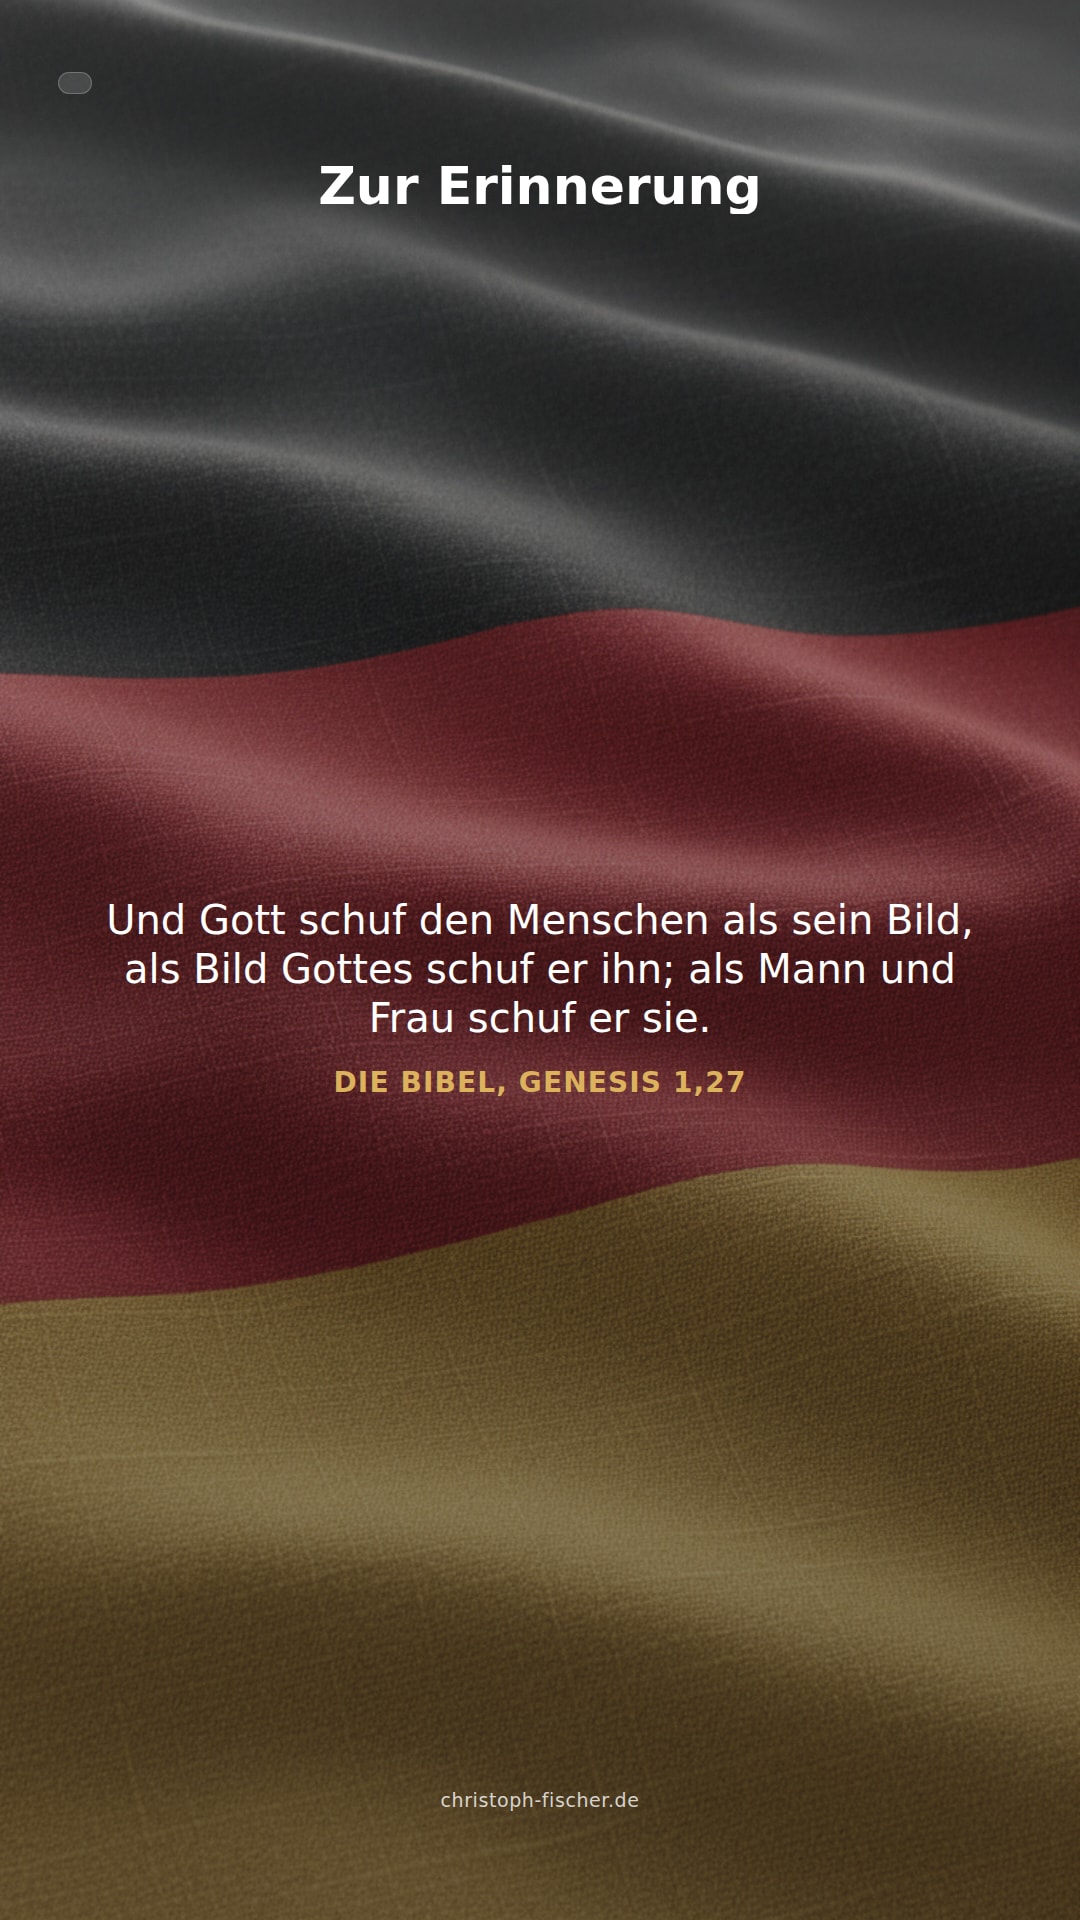 Zur Erinnerung
Und Gott schuf den Menschen als sein Bild,
als Bild Gottes schuf er ihn; als Mann und
Frau schuf er sie.
DIE BIBEL, GENESIS 1,27
christoph-fischer.de